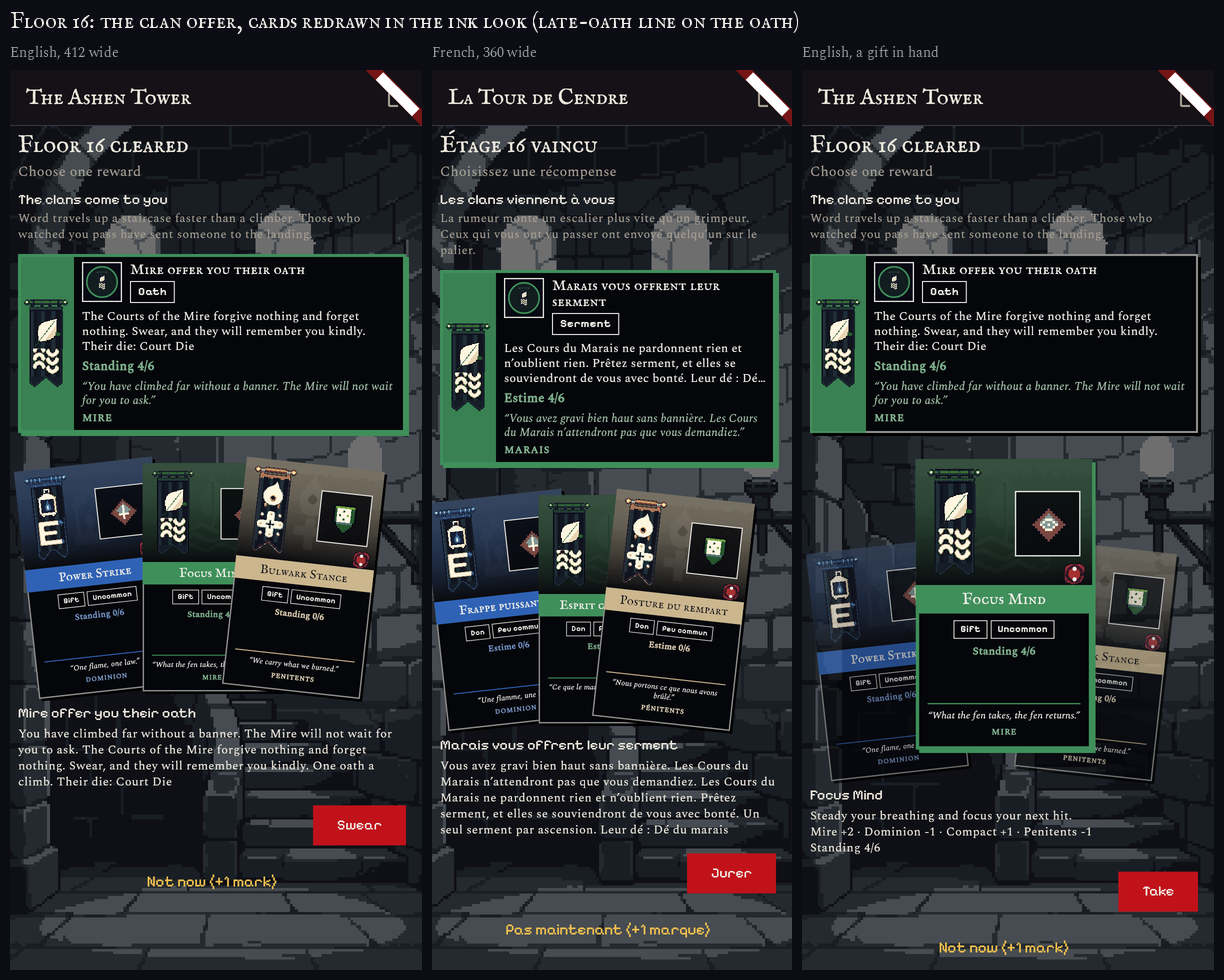 Floor 16: the clan offer, cards redrawn in the ink look (late-oath line on the oath)
English, 412 wide
The Ashen Tower
Floor 16 cleared
Choose one reward
The clans come to you
Word travels up a staircase faster than a climber. Those who
watched you pass have sent someone to the landing.
Mire offer you their oath
Oath
The Courts of the Mire forgive nothing and forget
nothing. Swear, and they will remember you kindly.
Their die: Court Die
Standing 4/6
“You have climbed far without a banner. The Mire will not wait
for you to ask.”
MIRE
E
Power Strike
Gift
Uncommon
Standing 0/6
“One flame, one law.”
DOMINION
Focus
Gift
Standing
“What the fen takes,
MIRE
Bulwark Stance
Gift
Uncommon
Standing 0/6
“We carry what we burned.”
PENITENTS
Mire offer you their oath
You have climbed far without a banner. The Mire will not wait for
you to ask. The Courts of the Mire forgive nothing and forget
nothing. Swear, and they will remember you kindly. One oath a
climb. Their die: Court Die
Swear
Not now (+1 mark)
French, 360 wide
La Tour de Cendre
Étage 16 vaincu
Choisissez une récompense
Les clans viennent à vous
La rumeur monte un escalier plus vite qu’un grimpeur.
Ceux qui vous ont vu passer ont envoyé quelqu’un sur le
palier.
Marais vous offrent leur
serment
Serment
Les Cours du Marais ne pardonnent rien et
n’oublient rien. Prêtez serment, et elles se
souviendront de vous avec bonté. Leur dé : Dé…
Estime 4/6
“Vous avez gravi bien haut sans bannière. Les Cours
du Marais n’attendront pas que vous demandiez.”
MARAIS
E
Frappe
Don
Peu
Estime 0/6
“Une flamme, une
DOMINION
Esprit
Don
“Ce que le
MARAIS
Posture du rempart
Don
Peu commun
Estime 0/6
“Nous portons ce que nous avons
brûlé.”
PÉNITENTS
Marais vous offrent leur serment
Vous avez gravi bien haut sans bannière. Les Cours du
Marais n’attendront pas que vous demandiez. Les Cours du
Marais ne pardonnent rien et n’oublient rien. Prêtez
serment, et elles se souviendront de vous avec bonté. Un
seul serment par ascension. Leur dé : Dé du marais
Jurer
Pas maintenant (+1 marque)
English, a gift in hand
The Ashen Tower
Floor 16 cleared
Choose one reward
The clans come to you
Word travels up a staircase faster than a climber. Those who
watched you pass have sent someone to the landing.
Mire offer you their oath
Oath
The Courts of the Mire forgive nothing and forget
nothing. Swear, and they will remember you kindly.
Their die: Court Die
Standing 4/6
“You have climbed far without a banner. The Mire will not wait
for you to ask.”
MIRE
E
Power
Gift
Standing
“One flame, one
DOMINION
Focus Mind
Gift
Uncommon
Standing 4/6
“What the fen takes, the fen returns.”
MIRE
Stance
0/6
burned.”
PENITENTS
Focus Mind
Steady your breathing and focus your next hit.
Mire +2 · Dominion -1 · Compact +1 · Penitents -1
Standing 4/6
Take
Not now (+1 mark)